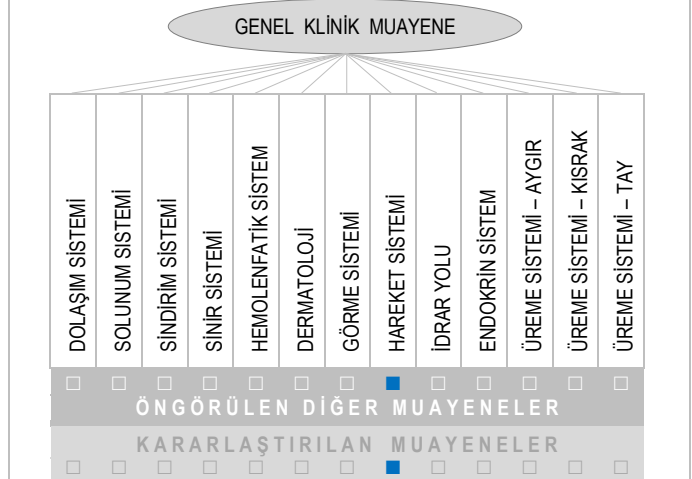 GENEL KLİNİK MUAYENE
DOLAŞIM SİSTEMİ
SOLUNUM SİSTEMİ
SİNDİRİM SİSTEMİ
SİNİR SİSTEMİ
HEMOLENFATİK SİSTEM
DERMATOLOJİ
GÖRME SİSTEMİ
HAREKET SİSTEMİ
İDRAR YOLU
ENDOKRİN SİSTEM
ÜREME SİSTEMİ – AYGIR
ÜREME SİSTEMİ – KISRAK
ÜREME SİSTEMİ – TAY
ÖNGÖRÜLEN DİĞER MUAYENELER
KARARLAŞTIRILAN MUAYENELER